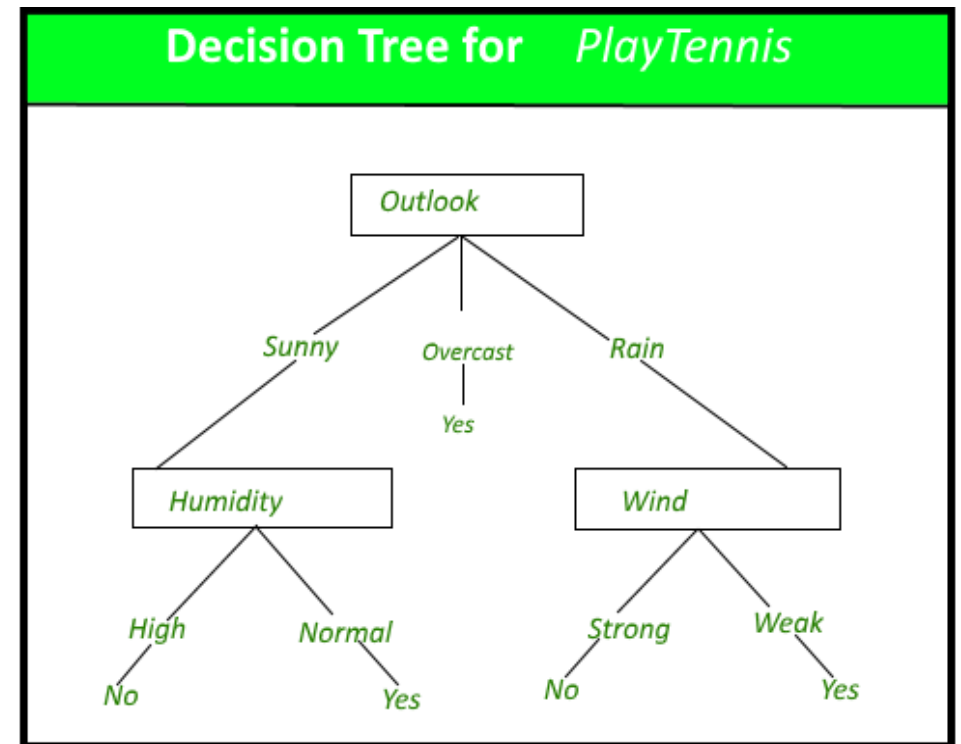 Decision Tree for PlayTennis
Outlook
Sunny Overcast Rain
Yes
Humidity Wind
High Normal Strong Weak
No Yes No Yes